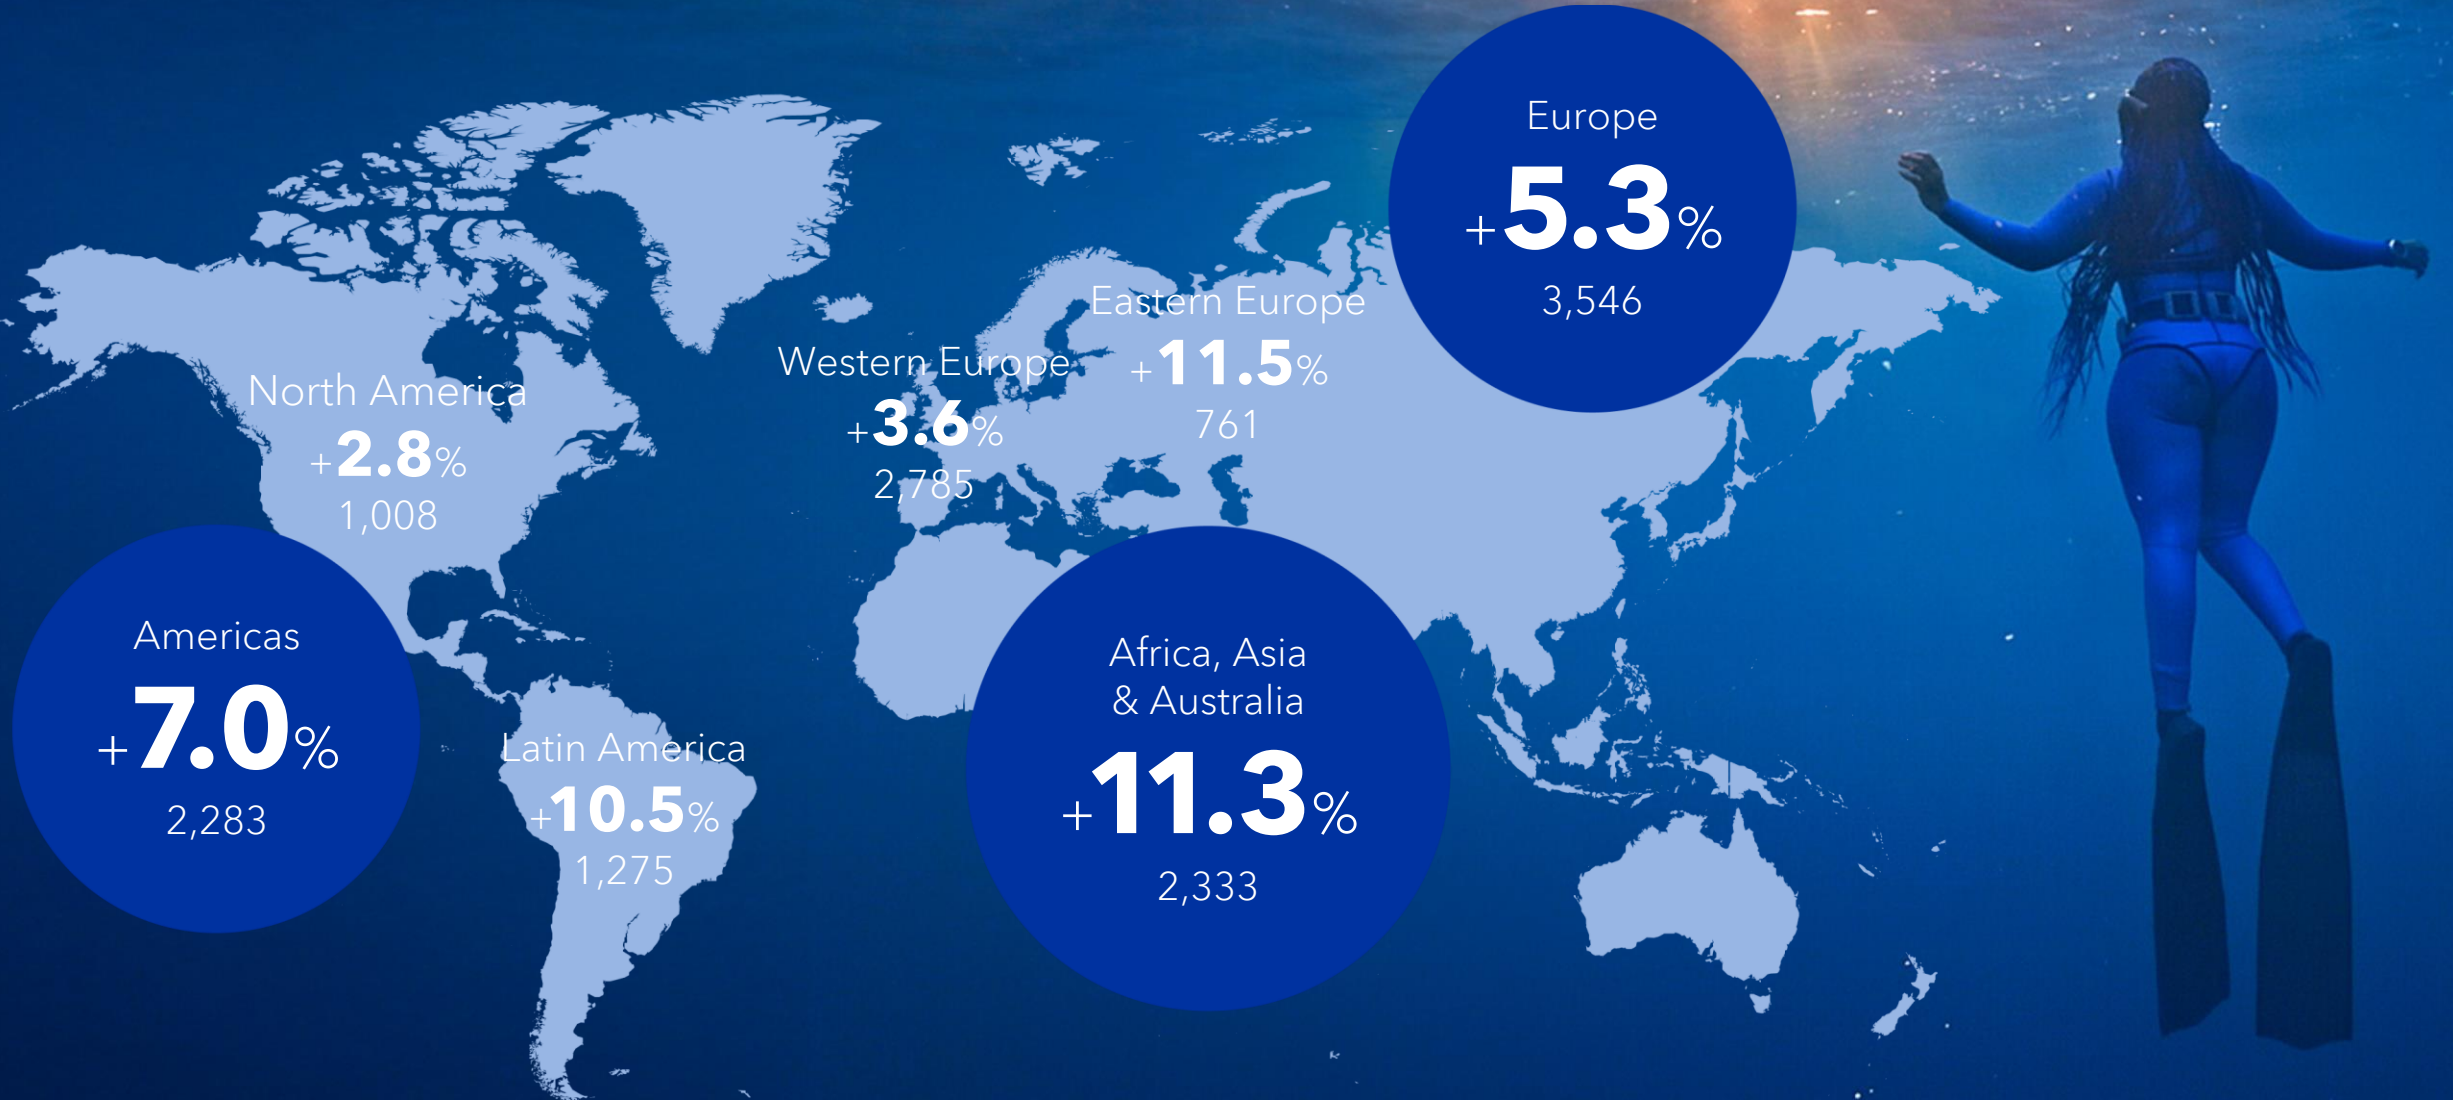 Europe
+5.3%
3,546
Eastern Europe
+11.5%
761
Western Europe
+3.6%
2,785
North America
+2.8%
1,008
Americas
+7.0%
2,283
Latin America
+10.5%
1,275
Africa, Asia
& Australia
+11.3%
2,333